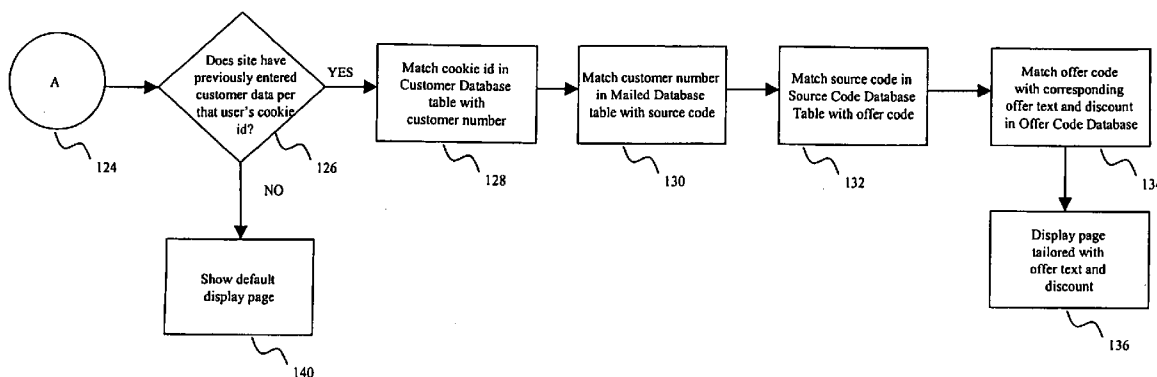 A
124
Does site have
previously entered
customer data per
that user's cookie
id?
126
YES
NO
Match cookie id in
Customer Database
table with
customer number
128
Match customer number
in Mailed Database
table with source code
130
Match source code in
Source Code Database
Table with offer code
132
Match offer code
with corresponding
offer text and discount
in Offer Code Database
134
Display page
tailored with
offer text and
discount
136
Show default
display page
140